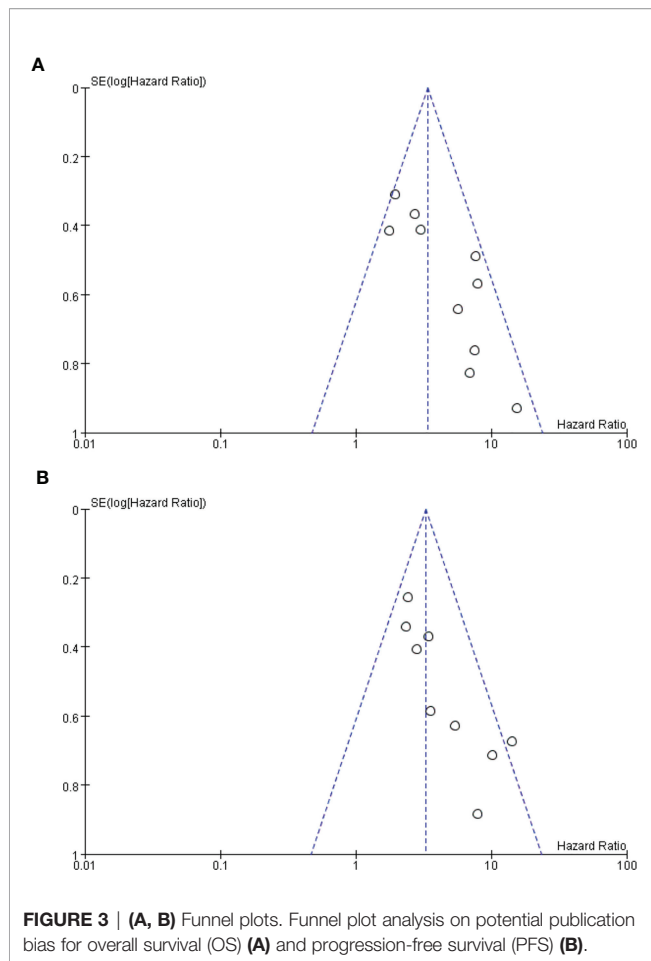 A
SE(log[Hazard Ratio])
0
0.2
0.4
0.6
0.8
1
Hazard Ratio
0.01 0.1 1 10 100
B
SE(log[Hazard Ratio])
0
0.2
0.4
0.6
0.8
1
Hazard Ratio
0.01 0.1 1 10 100
FIGURE 3 | (A, B) Funnel plots. Funnel plot analysis on potential publication
bias for overall survival (OS) (A) and progression-free survival (PFS) (B).